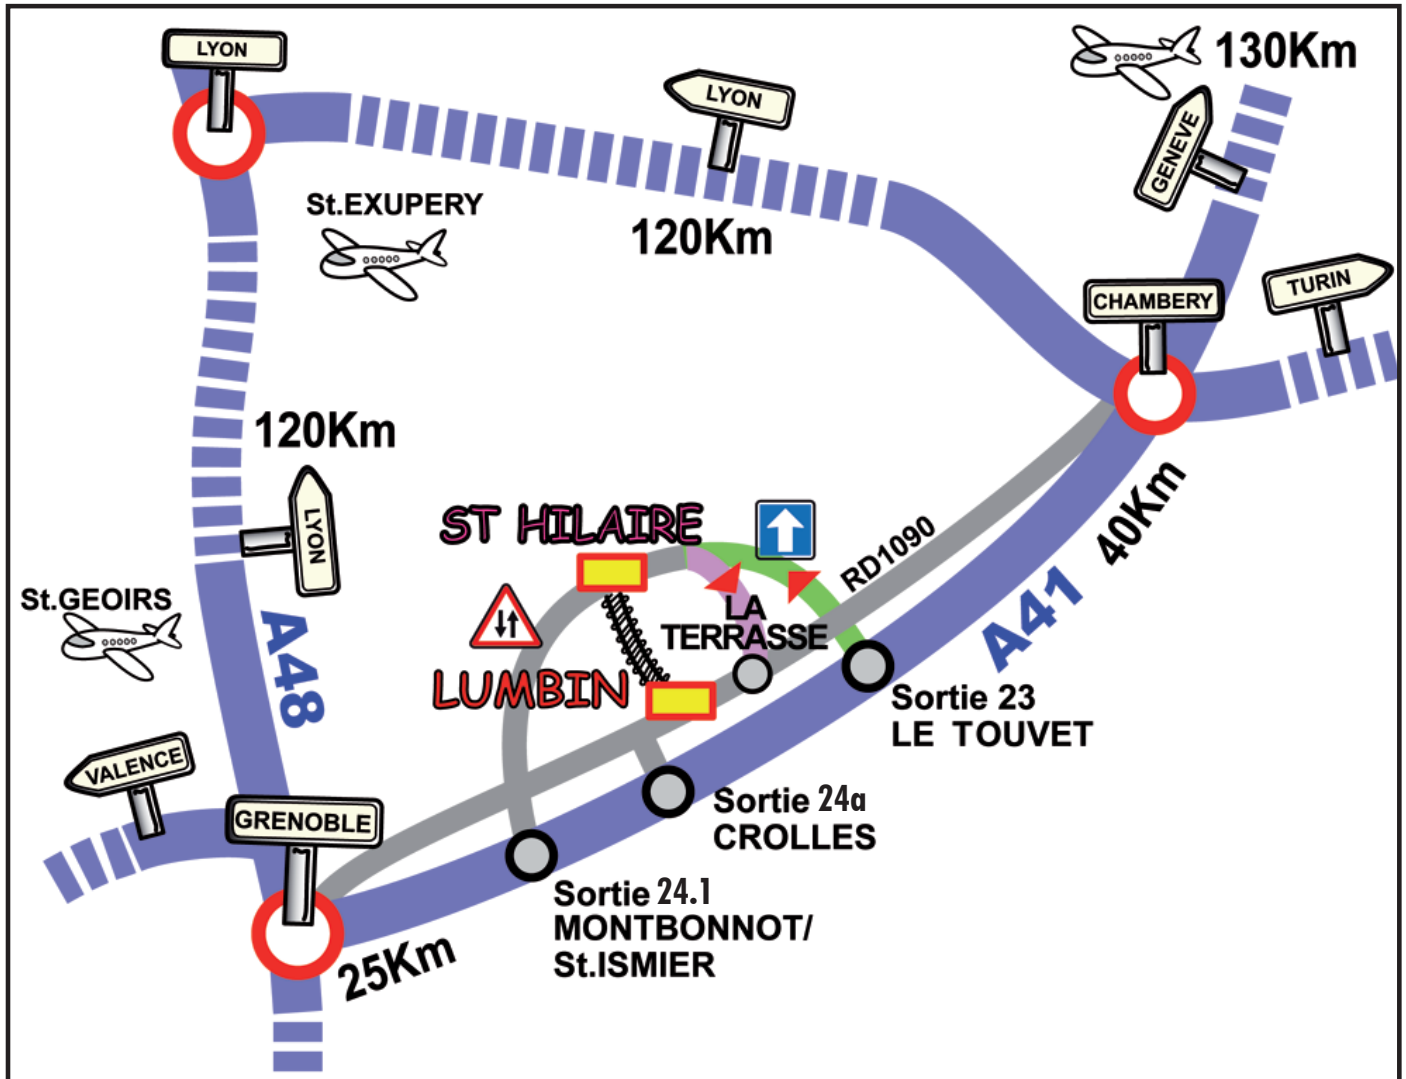 LYON
130Km
LYON
GENEVE
St.EXUPERY
120Km
TURIN
CHAMBERY
120Km
LYON
40Km
ST HILAIRE
RD1090
A41
St.GEOIRS
LA
TERRASSE
A48
LUMBIN
Sortie 23
LE TOUVET
VALENCE
GRENOBLE
Sortie 24a
CROLLES
Sortie 24.1
MONTBONNOT/
St.ISMIER
25Km